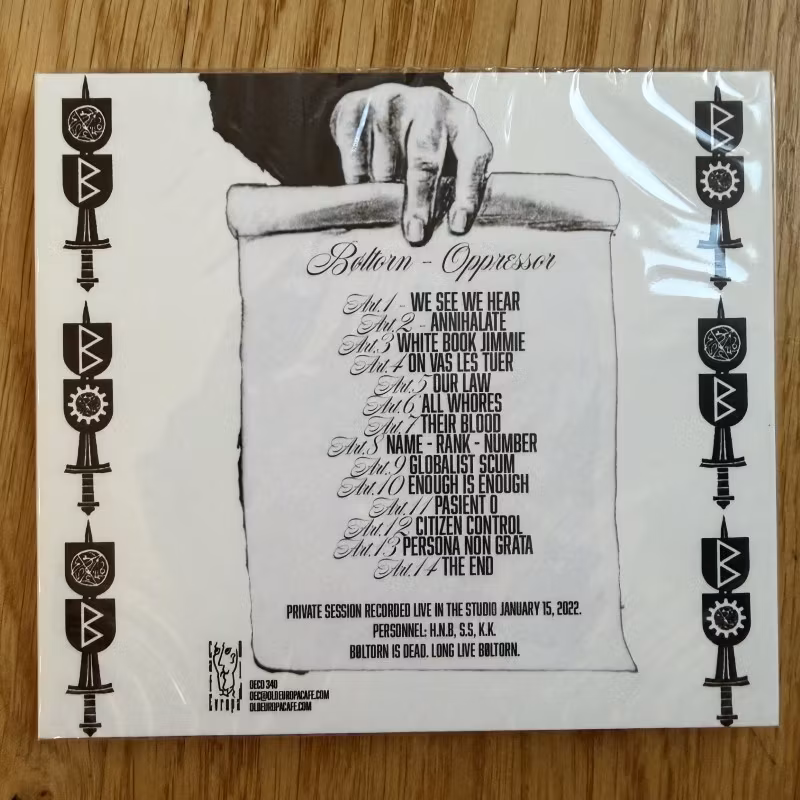 Bøltorn - Oppressor
Art.1 - WE SEE WE HEAR
Art.2 - ANNIHALATE
Art.3 WHITE BOOK JIMMIE
Art.4 ON VAS LES TUER
Art.5 OUR LAW
Art.6 ALL WHORES
Art.7 THEIR BLOOD
Art.8 NAME - RANK - NUMBER
Art.9 GLOBALIST SCUM
Art.10 ENOUGH IS ENOUGH
Art.11 PASIENT 0
Art.12 CITIZEN CONTROL
Art.13 PERSONA NON GRATA
Art.14 THE END
PRIVATE SESSION RECORDED LIVE IN THE STUDIO JANUARY 15, 2022.
PERSONNEL: H.N.B, S.S, K.K.
BØLTORN IS DEAD. LONG LIVE BØLTORN.
OECD 340
OEC@OLDEUROPACAFE.COM
OLDEUROPACAFE.COM